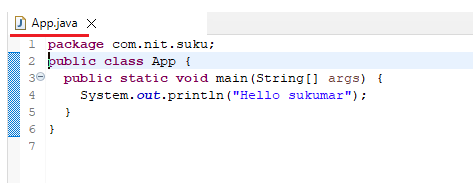 App.java
1 package com.nit.suku;
2 public class App {
3 public static void main(String[] args) {
4 System.out.println("Hello sukumar");
5 }
6 }
7